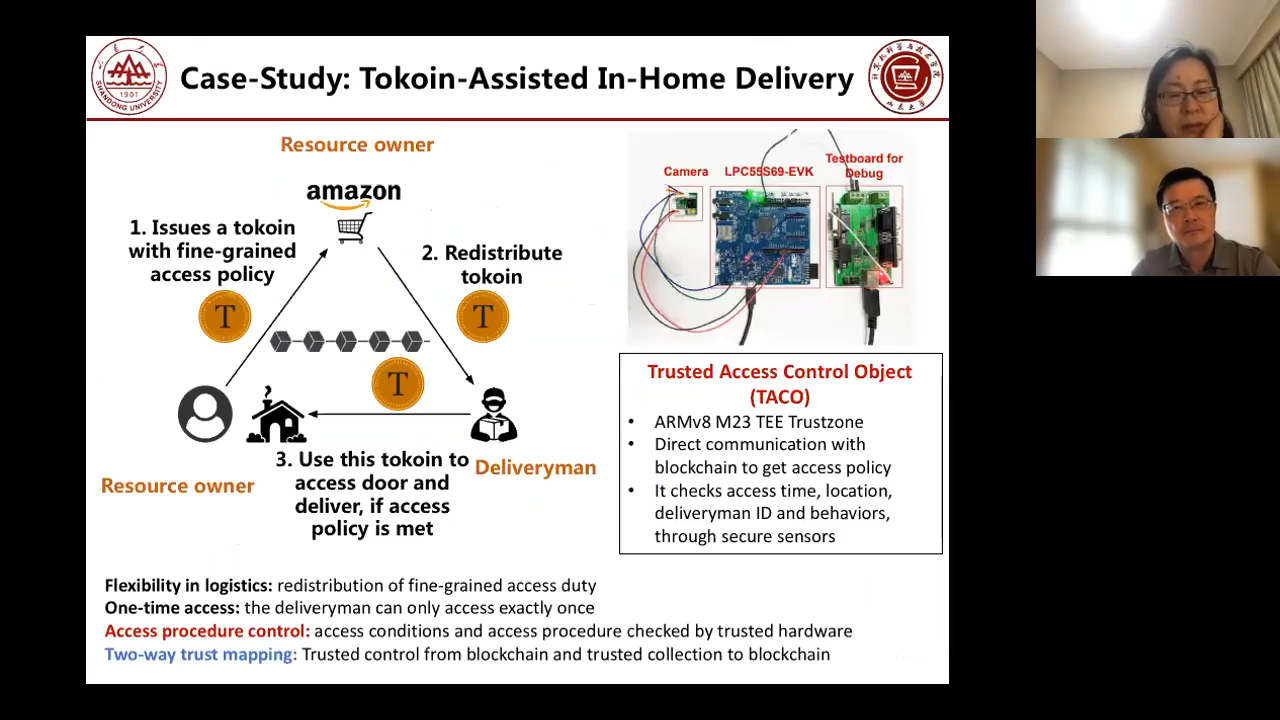 Case-Study: Tokoin-Assisted In-Home Delivery
SHANDONG UNIVERSITY
1901
Resource owner
amazon
1. Issues a tokoin
with fine-grained
access policy
2. Redistribute
tokoin
T
T
T
3. Use this tokoin to
access door and
deliver, if access
policy is met
Deliveryman
Resource owner
Camera
LPC55S69-EVK
Testboard for
Debug
Trusted Access Control Object
(TACO)
• ARMv8 M23 TEE Trustzone
• Direct communication with
blockchain to get access policy
• It checks access time, location,
deliveryman ID and behaviors,
through secure sensors
Flexibility in logistics: redistribution of fine-grained access duty
One-time access: the deliveryman can only access exactly once
Access procedure control: access conditions and access procedure checked by trusted hardware
Two-way trust mapping: Trusted control from blockchain and trusted collection to blockchain